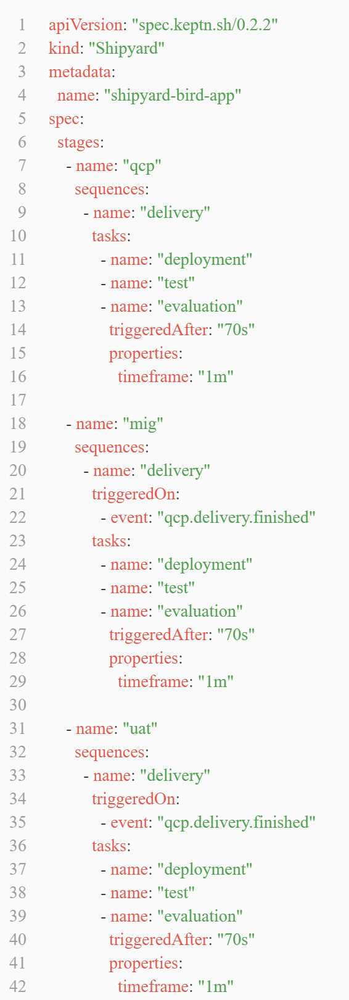 1 apiVersion: "spec.keptn.sh/0.2.2"
2 kind: "Shipyard"
3 metadata:
4   name: "shipyard-bird-app"
5 spec:
6   stages:
7     - name: "qcp"
8       sequences:
9         - name: "delivery"
10           tasks:
11             - name: "deployment"
12             - name: "test"
13             - name: "evaluation"
14               triggeredAfter: "70s"
15               properties:
16                 timeframe: "1m"
17
18     - name: "mig"
19       sequences:
20         - name: "delivery"
21           triggeredOn:
22             - event: "qcp.delivery.finished"
23           tasks:
24             - name: "deployment"
25             - name: "test"
26             - name: "evaluation"
27               triggeredAfter: "70s"
28               properties:
29                 timeframe: "1m"
30
31     - name: "uat"
32       sequences:
33         - name: "delivery"
34           triggeredOn:
35             - event: "qcp.delivery.finished"
36           tasks:
37             - name: "deployment"
38             - name: "test"
39             - name: "evaluation"
40               triggeredAfter: "70s"
41               properties:
42                 timeframe: "1m"